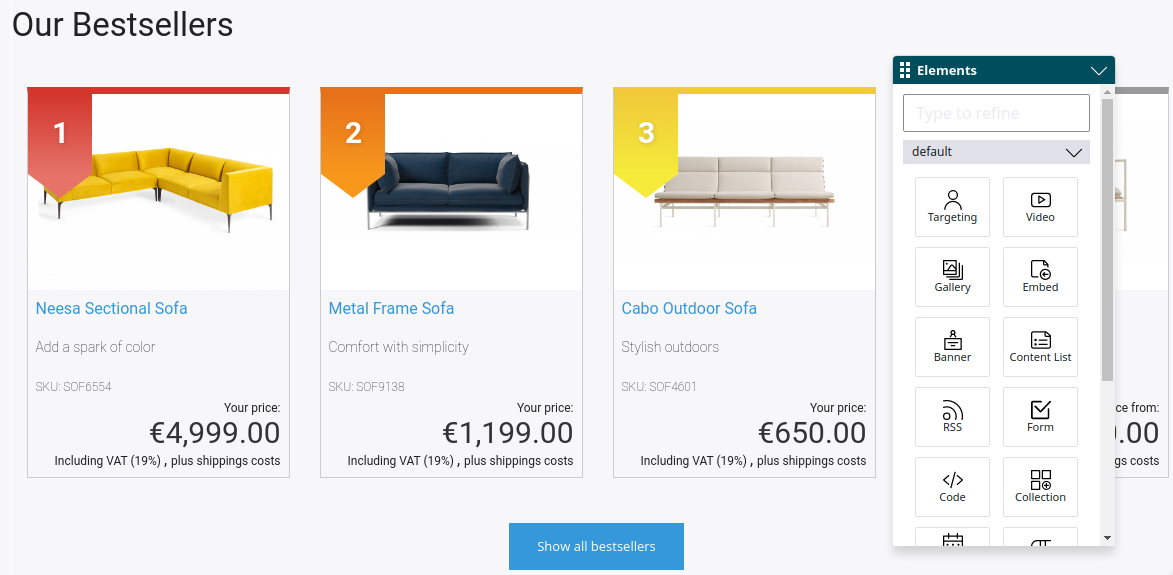 Our Bestsellers
1
Neesa Sectional Sofa
Add a spark of color
SKU: SOF6554
Your price:
€4,999.00
Including VAT (19%) , plus shippings costs
2
Metal Frame Sofa
Comfort with simplicity
SKU: SOF9138
Your price:
€1,199.00
Including VAT (19%) , plus shippings costs
3
Cabo Outdoor Sofa
Stylish outdoors
SKU: SOF4601
Your price:
€650.00
Including VAT (19%) , plus shippings costs
ce from:
.00
gs costs
Show all bestsellers
Elements
Type to refine
default
Targeting
Video
Gallery
Embed
Banner
Content List
RSS
Form
Code
Collection